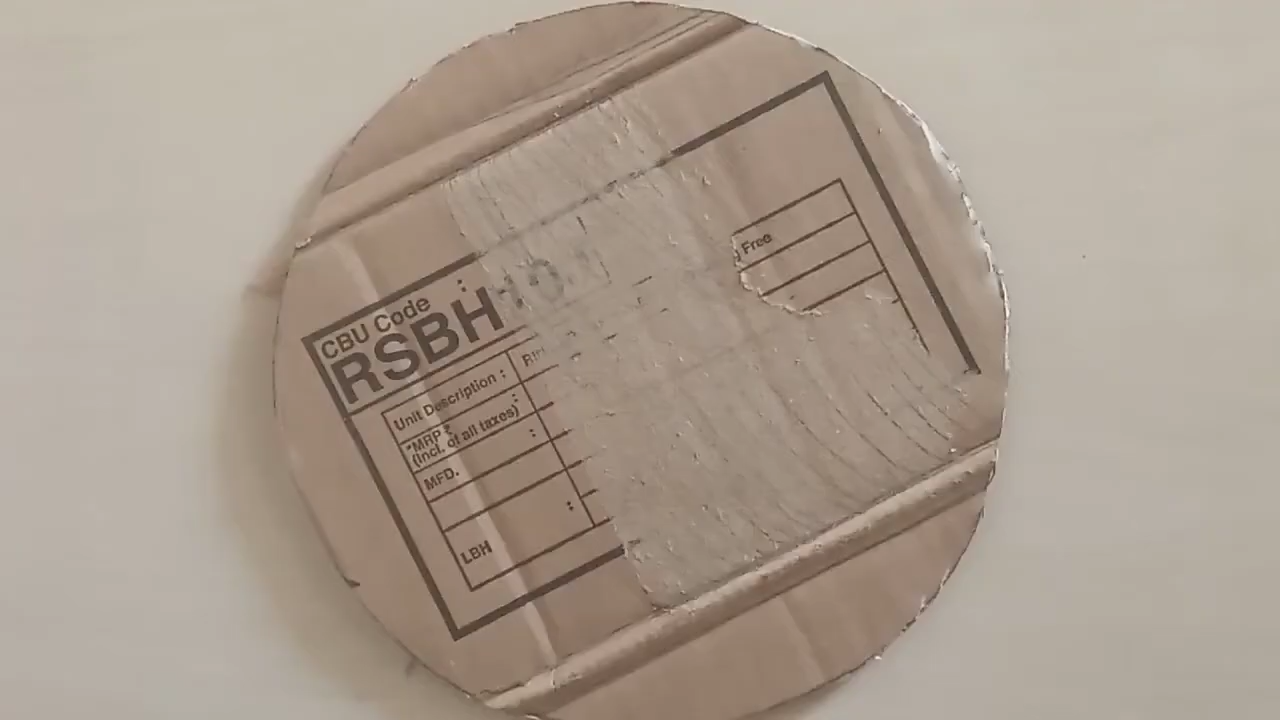 CBU Code :
RSBH
Unit Description :
*MRP ₹ :
(Incl. of all taxes)
MFD. :
:
LBH
Free